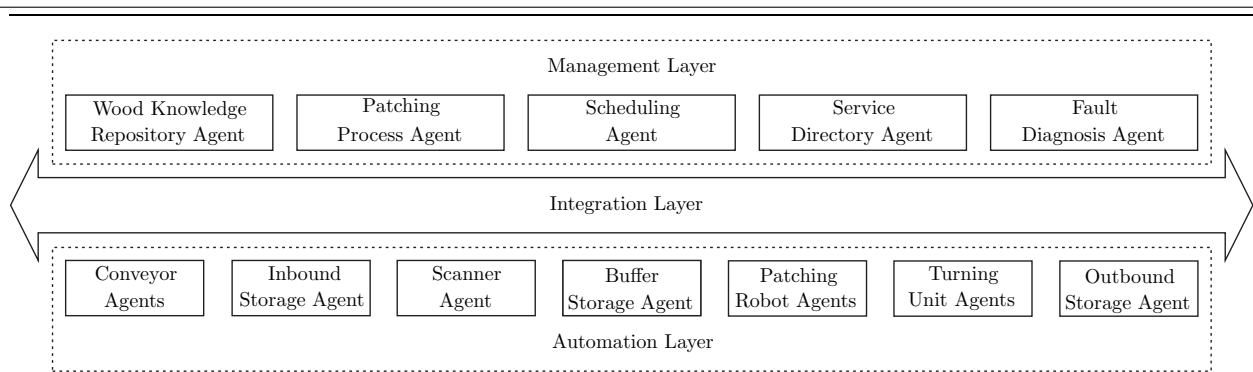 Management Layer
Wood Knowledge
Repository Agent
Patching
Process Agent
Scheduling
Agent
Service
Directory Agent
Fault
Diagnosis Agent
Integration Layer
Conveyor
Agents
Inbound
Storage Agent
Scanner
Agent
Buffer
Storage Agent
Patching
Robot Agents
Turning
Unit Agents
Outbound
Storage Agent
Automation Layer